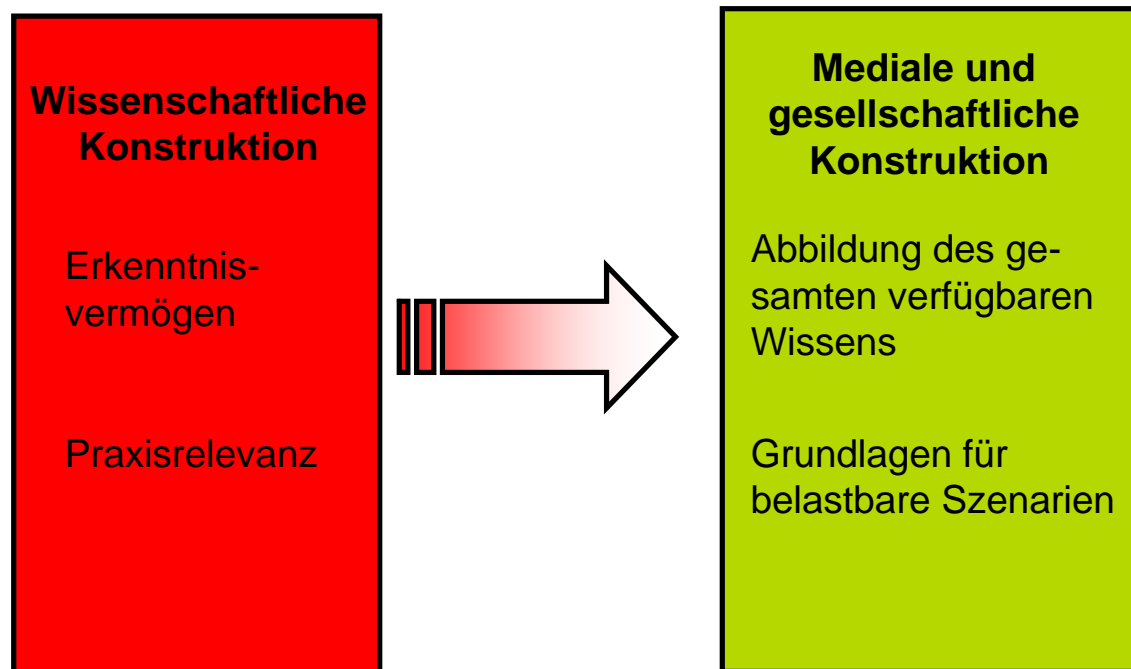 Wissenschaftliche
Konstruktion
Erkenntnis-
vermögen
Praxisrelevanz
Mediale und
gesellschaftliche
Konstruktion
Abbildung des ge-
samten verfügbaren
Wissens
Grundlagen für
belastbare Szenarien